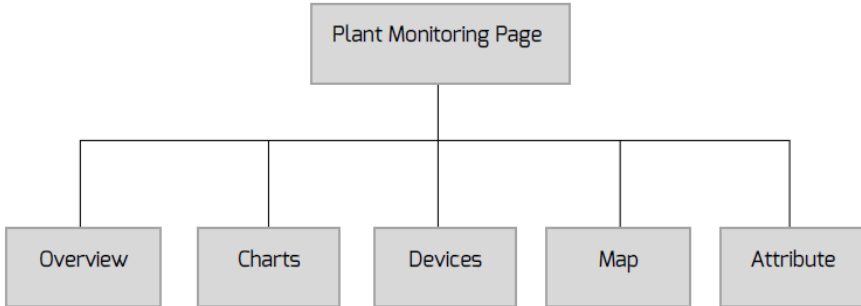 Plant Monitoring Page
Overview
Charts
Devices
Map
Attribute